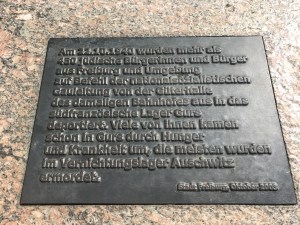 Am 22.10.1940 wurden mehr als
450 jüdische Bürgerinnen und Bürger
aus Freiburg und Umgebung
auf Befehl der nationalsozialistischen
Gauleitung von der Güterhalle
des damaligen Bahnhofes aus in das
südfranzösische Lager Gurs
deportiert. Viele von ihnen kamen
schon in Gurs durch Hunger
und Krankheit um, die meisten wurden
im Vernichtungslager Auschwitz
ermordet.
Stadt Freiburg, Oktober